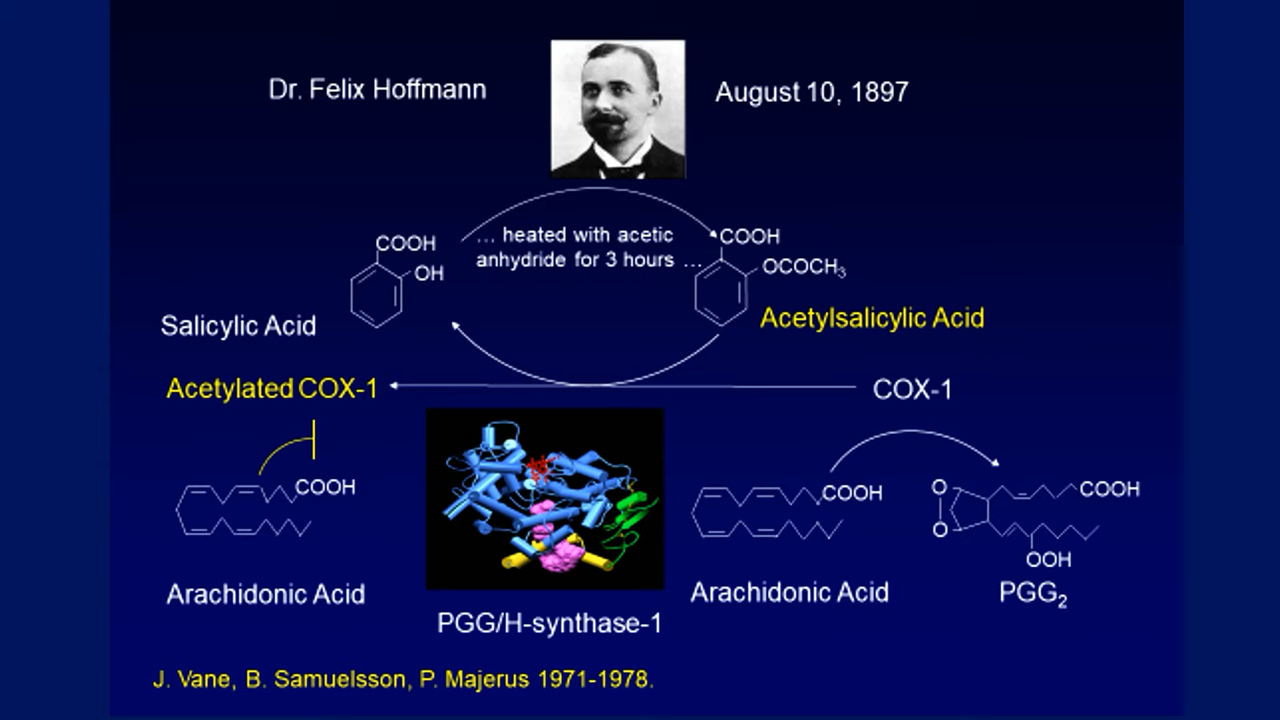 Dr. Felix Hoffmann
August 10, 1897
... heated with acetic
anhydride for 3 hours ...
COOH
OH
COOH
OCOCH₃
Salicylic Acid
Acetylsalicylic Acid
Acetylated COX-1
COX-1
COOH
COOH
O
O
COOH
OOH
Arachidonic Acid
Arachidonic Acid
PGG₂
PGG/H-synthase-1
J. Vane, B. Samuelsson, P. Majerus 1971-1978.